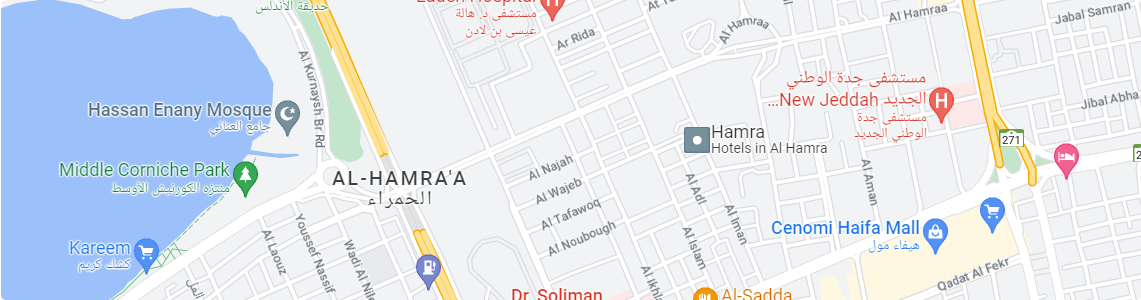 حديقة الأندلس
مستشفى د. هالة
عيسى بن لادن
Ar Rida
Al Hamraa
Al Hamraa
Jabal Samran
Jibal Abha
Al Kurnaysh Br Rd
Hassan Enany Mosque
جامع العناني
Middle Corniche Park
منتزه الكورنيش الأوسط
Kareem
كشك كريم
AL-HAMRA'A
الحمراء
Al Najah
Al Wajeb
Al Tafawoq
Al Noubough
Hamra
Hotels in Al Hamra
مستشفى جدة الوطني
الجديد New Jeddah...
مستشفى جدة
الوطني الجديد
271
Al Adl
Al Iman
Al Islam
Al Aman
Cenomi Haifa Mall
هيفاء مول
Qadat Al Fekr
Al Laouz
Youssef Nassif
Wadi Al Nile
Dr. Soliman
Al-Sadda